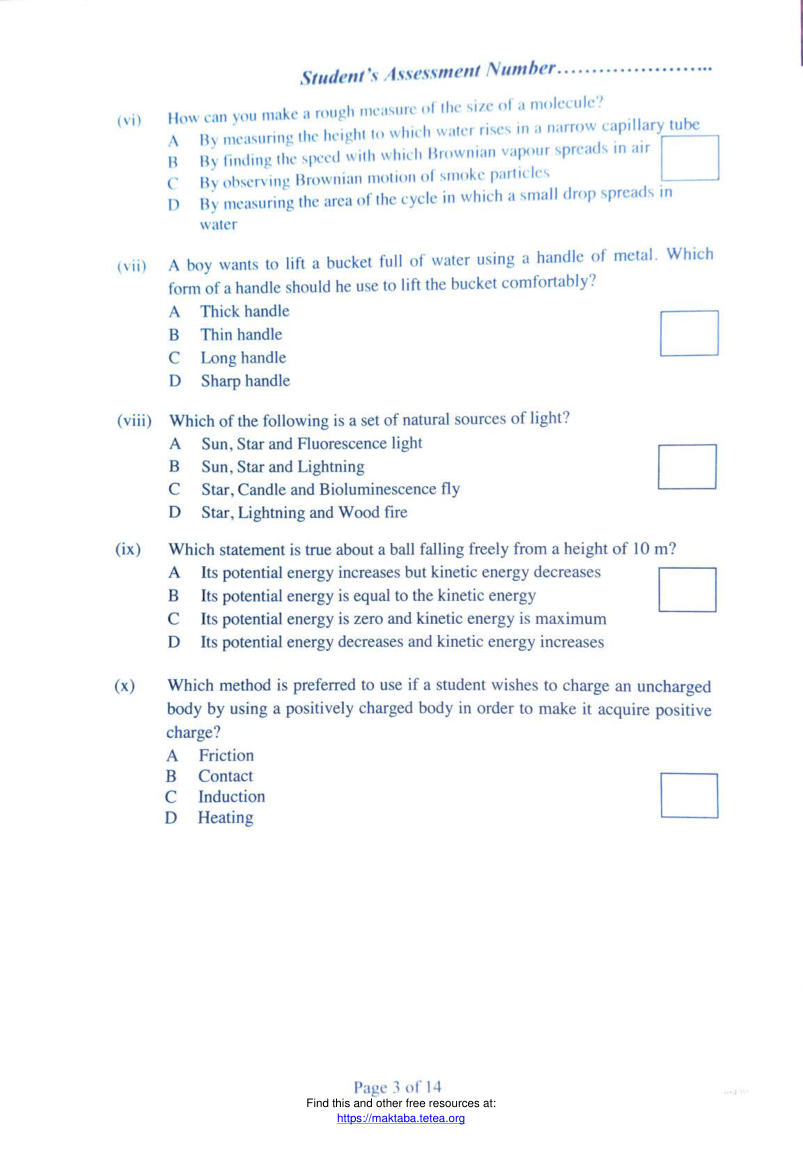 Student's Assessment Number.......................
(vi) How can you make a rough measure of the size of a molecule?
A By measuring the height to which water rises in a narrow capillary tube
B By finding the speed with which Brownian vapour spreads in air
C By observing Brownian motion of smoke particles
D By measuring the area of the cycle in which a small drop spreads in
water
(vii) A boy wants to lift a bucket full of water using a handle of metal. Which
form of a handle should he use to lift the bucket comfortably?
A Thick handle
B Thin handle
C Long handle
D Sharp handle
(viii) Which of the following is a set of natural sources of light?
A Sun, Star and Fluorescence light
B Sun, Star and Lightning
C Star, Candle and Bioluminescence fly
D Star, Lightning and Wood fire
(ix) Which statement is true about a ball falling freely from a height of 10 m?
A Its potential energy increases but kinetic energy decreases
B Its potential energy is equal to the kinetic energy
C Its potential energy is zero and kinetic energy is maximum
D Its potential energy decreases and kinetic energy increases
(x) Which method is preferred to use if a student wishes to charge an uncharged
body by using a positively charged body in order to make it acquire positive
charge?
A Friction
B Contact
C Induction
D Heating
Page 3 of 14
Find this and other free resources at:
https://maktaba.tetea.org